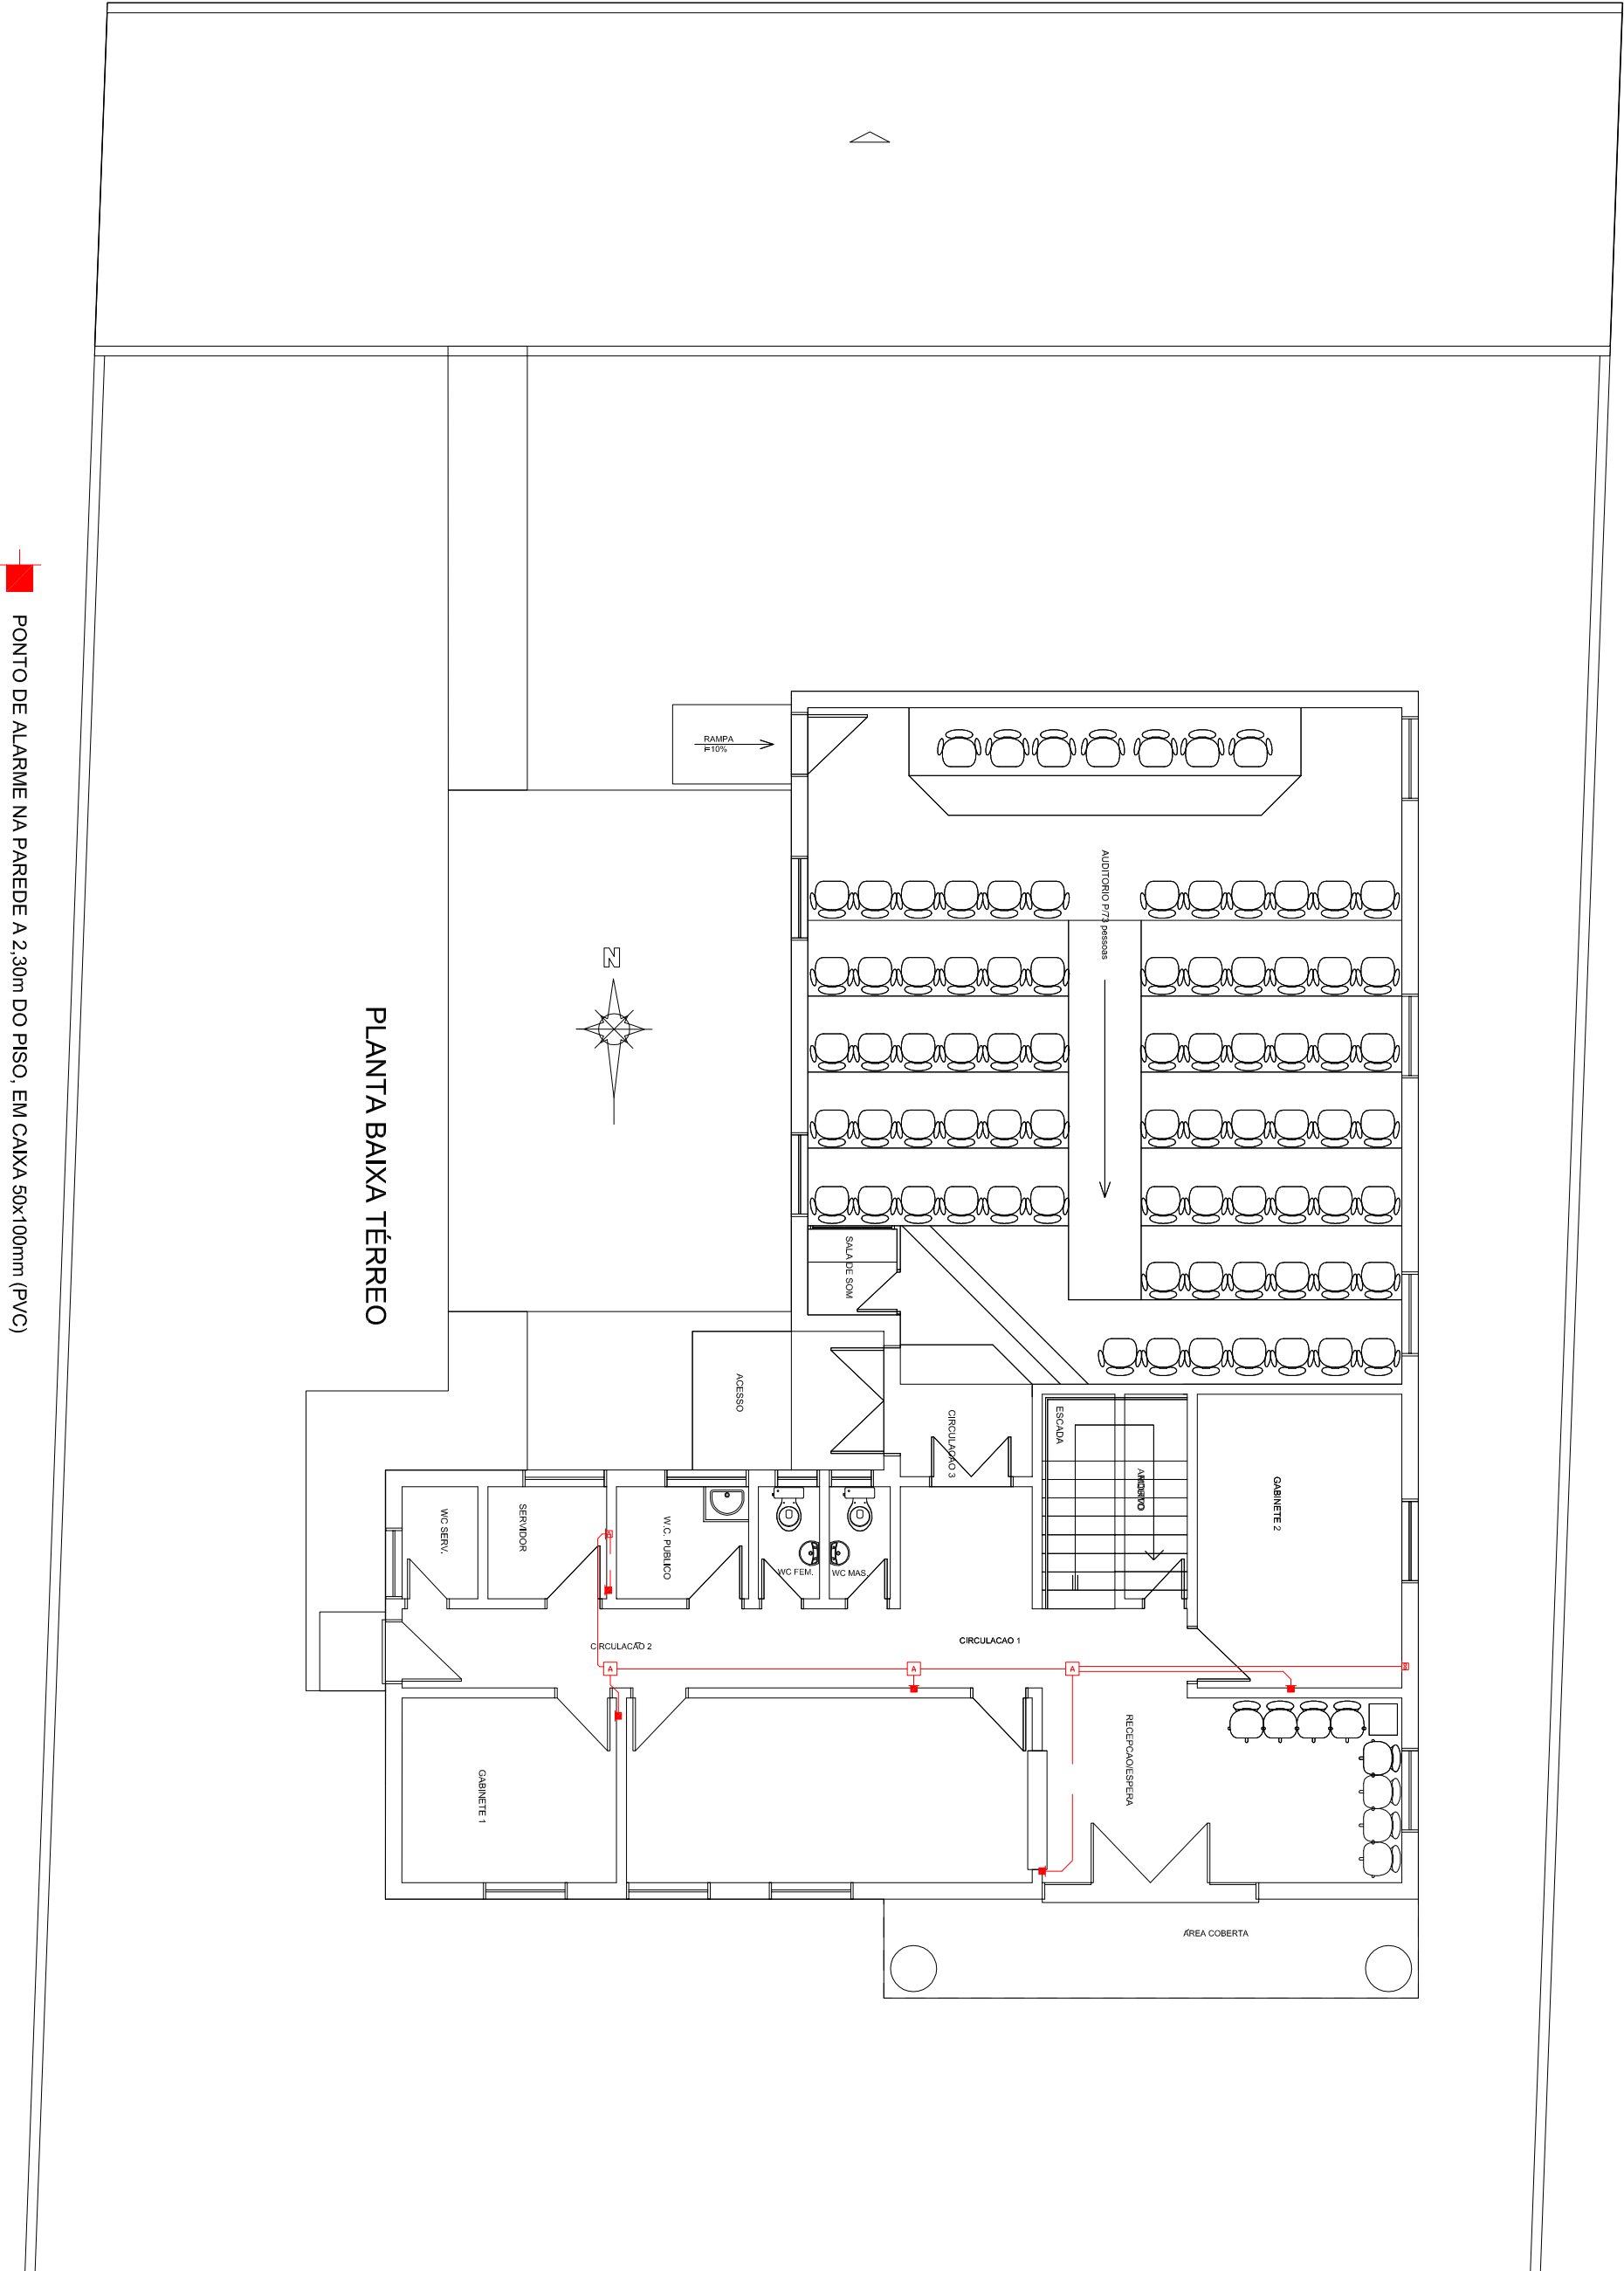 RAMPA
i=10%
AUDITORIO P/73 pessoas
N
PLANTA BAIXA TÉRREO
PONTO DE ALARME NA PAREDE A 2,30m DO PISO, EM CAIXA 50x100mm (PVC)
SALA DE SOM
ACESSO
CIRCULACAO 3
ESCADA
GABINETE 2
WC SERV.
SERVIDOR
W.C. PUBLICO
WC FEM.
WC MAS.
CIRCULACAO 2
CIRCULACAO 1
A
A
A
GABINETE 1
RECEPCAO/ESPERA
ÁREA COBERTA